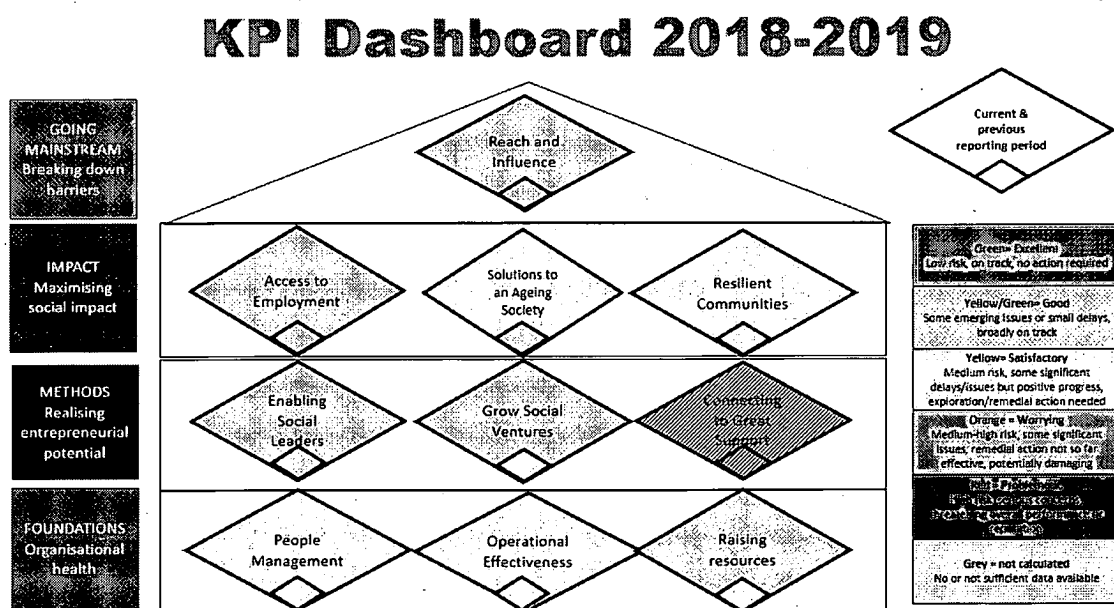 KPI Dashboard 2018-2019
GOING
MAINSTREAM
Breaking down
barriers
Reach and
Influence
Current &
previous
reporting period
IMPACT
Maximising
social impact
Access to
Employment
Solutions to
an Ageing
Society
Resilient
Communities
Green= Excellent
Low risk, on track, no action required
Yellow/Green= Good
Some emerging issues or small delays,
broadly on track
METHODS
Realising
entrepreneurial
potential
Enabling
Social
Leaders
Grow Social
Ventures
Connecting
to Great
Support
Yellow= Satisfactory
Medium risk, some significant
delays/issues but positive progress,
exploration/remedial action needed
Orange = Worrying
Medium-high risk, some significant
issues, remedial action not so far
effective, potentially damaging
FOUNDATIONS
Organisational
health
People
Management
Operational
Effectiveness
Raising
resources
Grey = not calculated
No or not sufficient data available